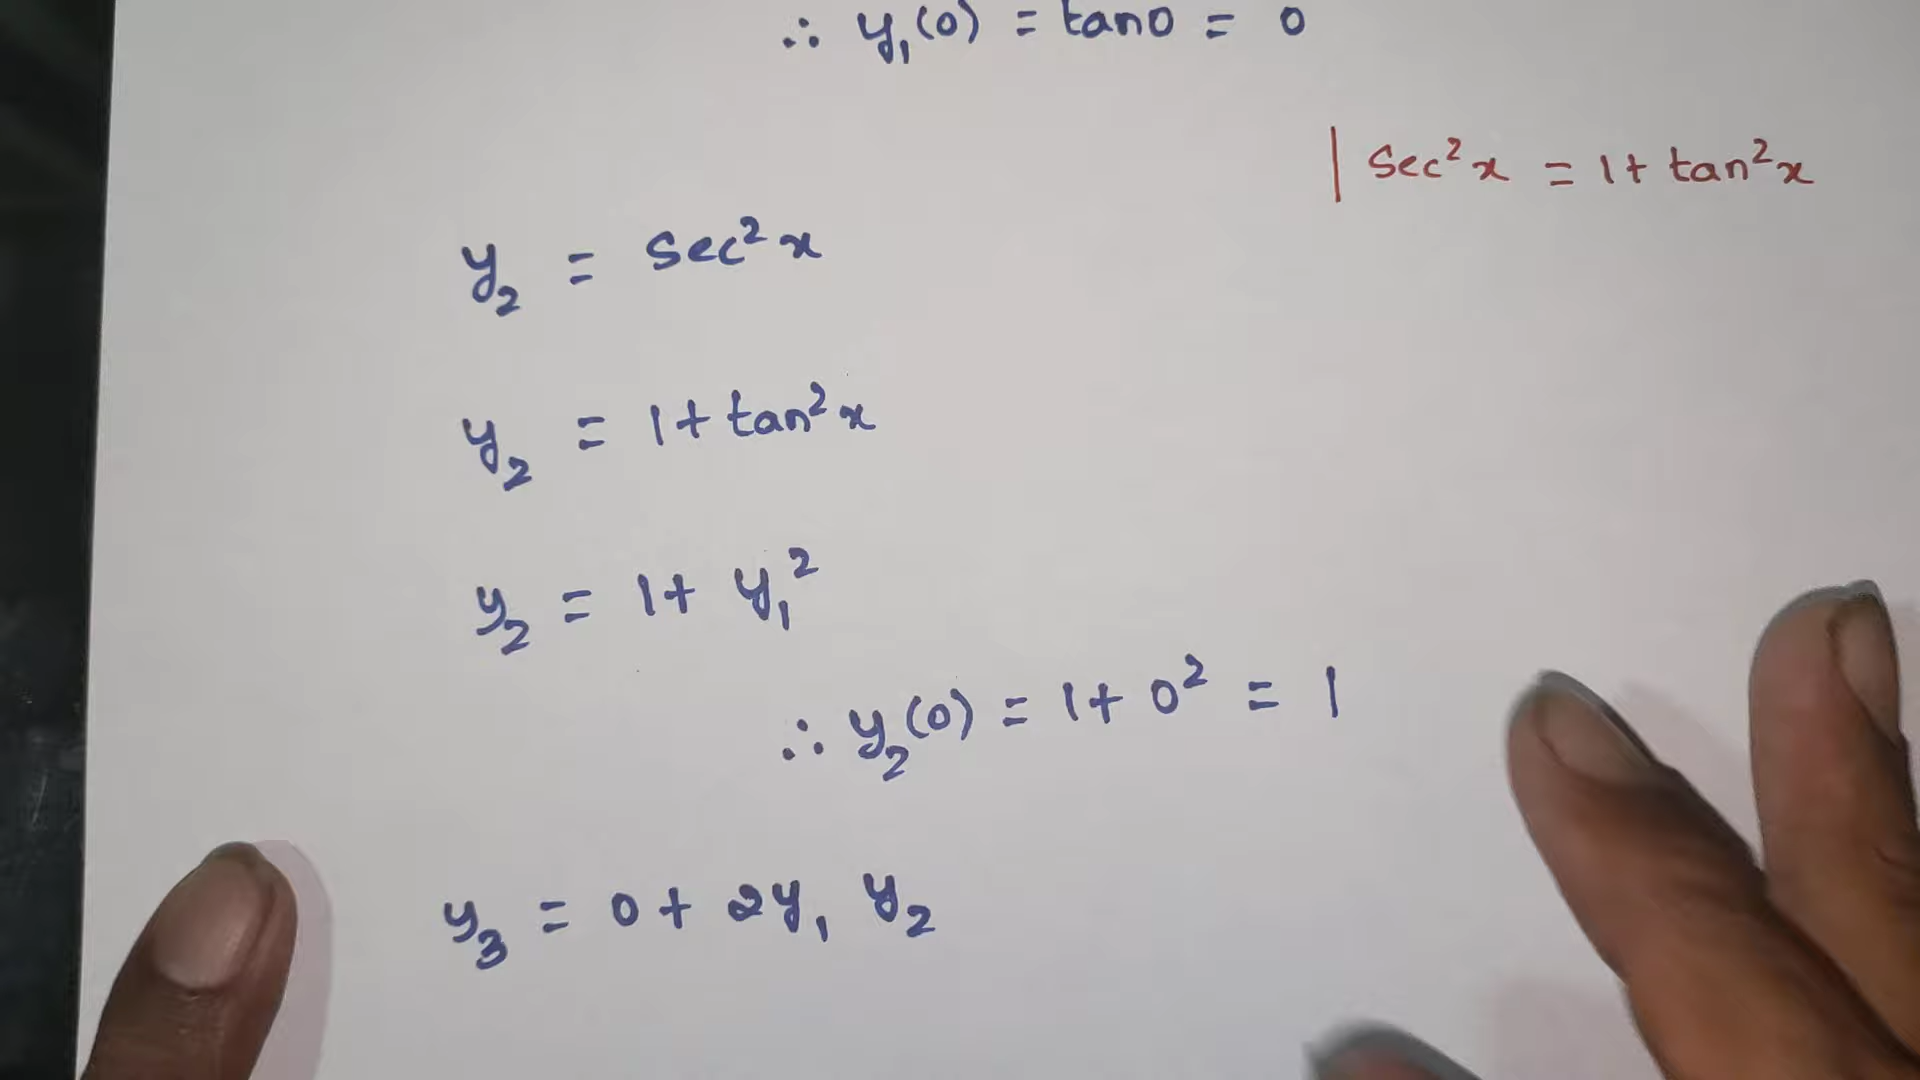 ∴ y₁(0) = tan0 = 0
| Sec²x = 1 + tan²x
y₂ = Sec²x
y₂ = 1 + tan²x
y₂ = 1 + y₁²
∴ y₂(0) = 1 + 0² = 1
y₃ = 0 + 2y₁ y₂